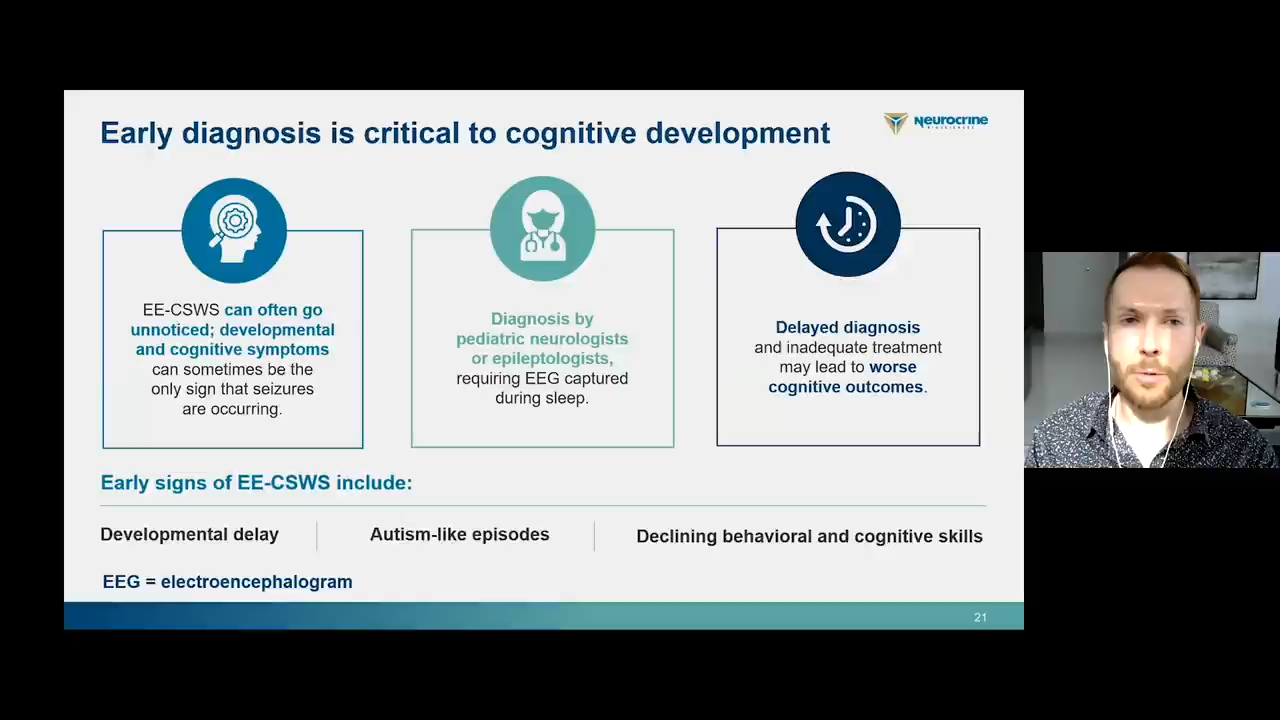 Early diagnosis is critical to cognitive development
Neurocrine
BIOSCIENCES
EE-CSWS can often go
unnoticed; developmental
and cognitive symptoms
can sometimes be the
only sign that seizures
are occurring.
Diagnosis by
pediatric neurologists
or epileptologists,
requiring EEG captured
during sleep.
Delayed diagnosis
and inadequate treatment
may lead to worse
cognitive outcomes.
Early signs of EE-CSWS include:
Developmental delay
Autism-like episodes
Declining behavioral and cognitive skills
EEG = electroencephalogram
21